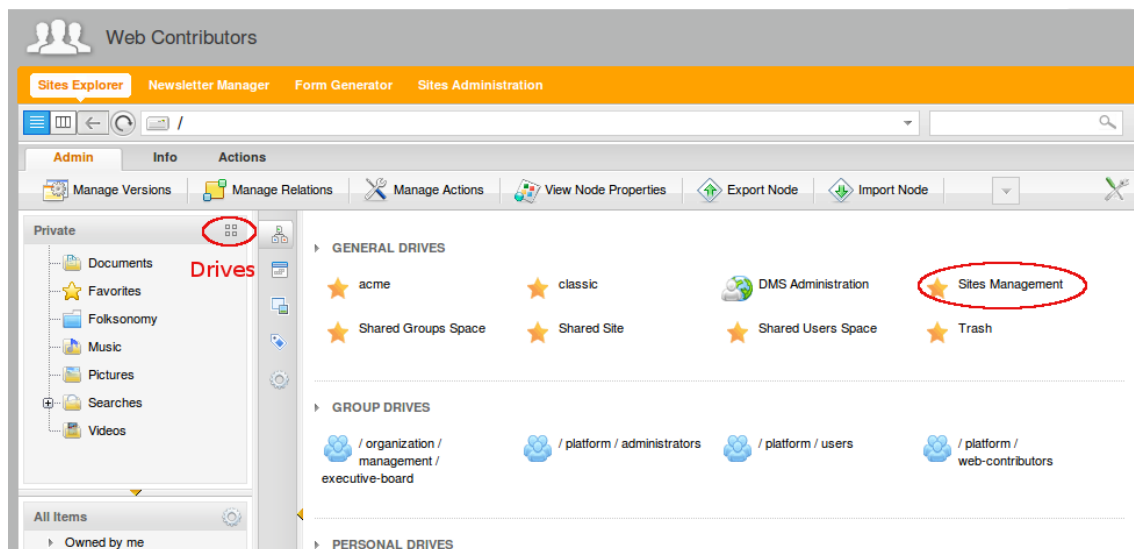 Web Contributors
Sites Explorer Newsletter Manager Form Generator Sites Administration
/
Admin Info Actions
Manage Versions Manage Relations Manage Actions View Node Properties Export Node Import Node
Private
Drives
Documents
Favorites
Folksonomy
Music
Pictures
Searches
Videos
All Items
Owned by me
GENERAL DRIVES
acme classic DMS Administration Sites Management
Shared Groups Space Shared Site Shared Users Space Trash
GROUP DRIVES
/ organization /
management /
executive-board
/ platform / administrators
/ platform / users
/ platform /
web-contributors
PERSONAL DRIVES